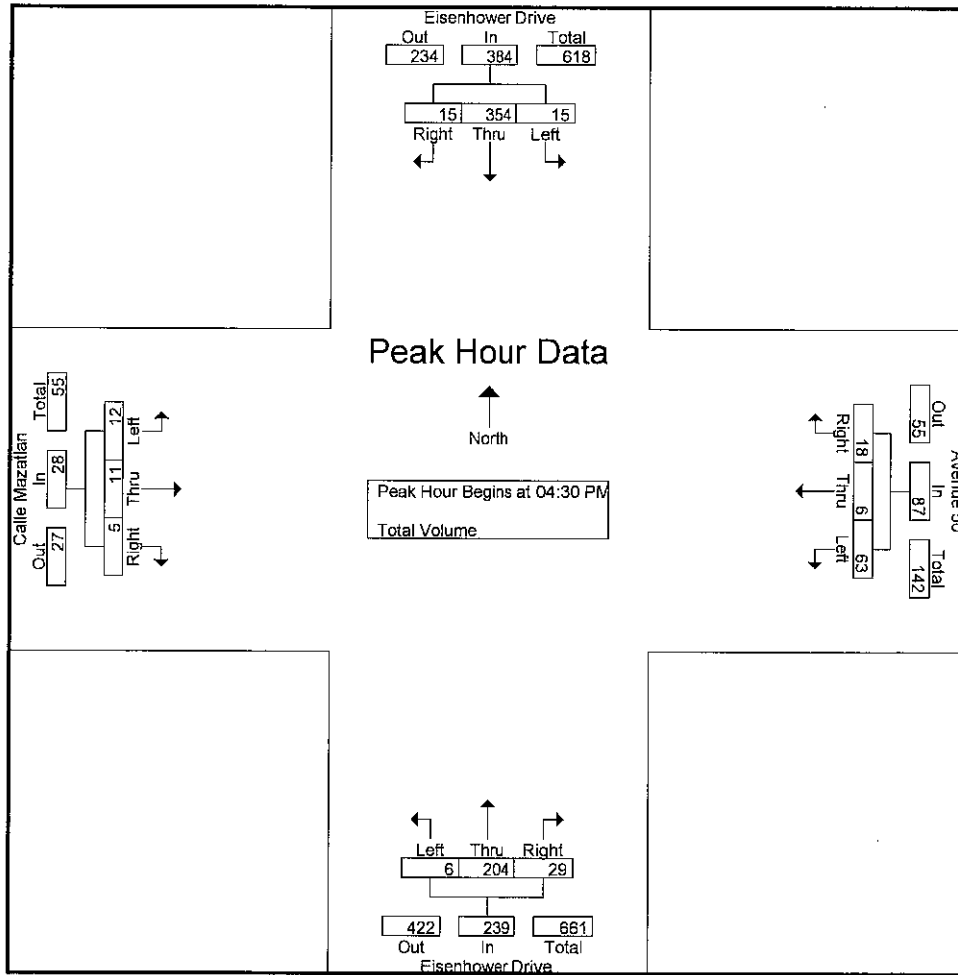 Eisenhower Drive
Out In Total
234 384 618
15 354 15
Right Thru Left
Peak Hour Data
North
Peak Hour Begins at 04:30 PM
Total Volume
Calle Mazatlan
Total In Out
55 28 27
12 11 5
Left Thru Right
Right Thru Left
18 6 63
Out In Total
55 87 142
Avenue
Left Thru Right
6 204 29
422 239 661
Out In Total
Eisenhower Drive